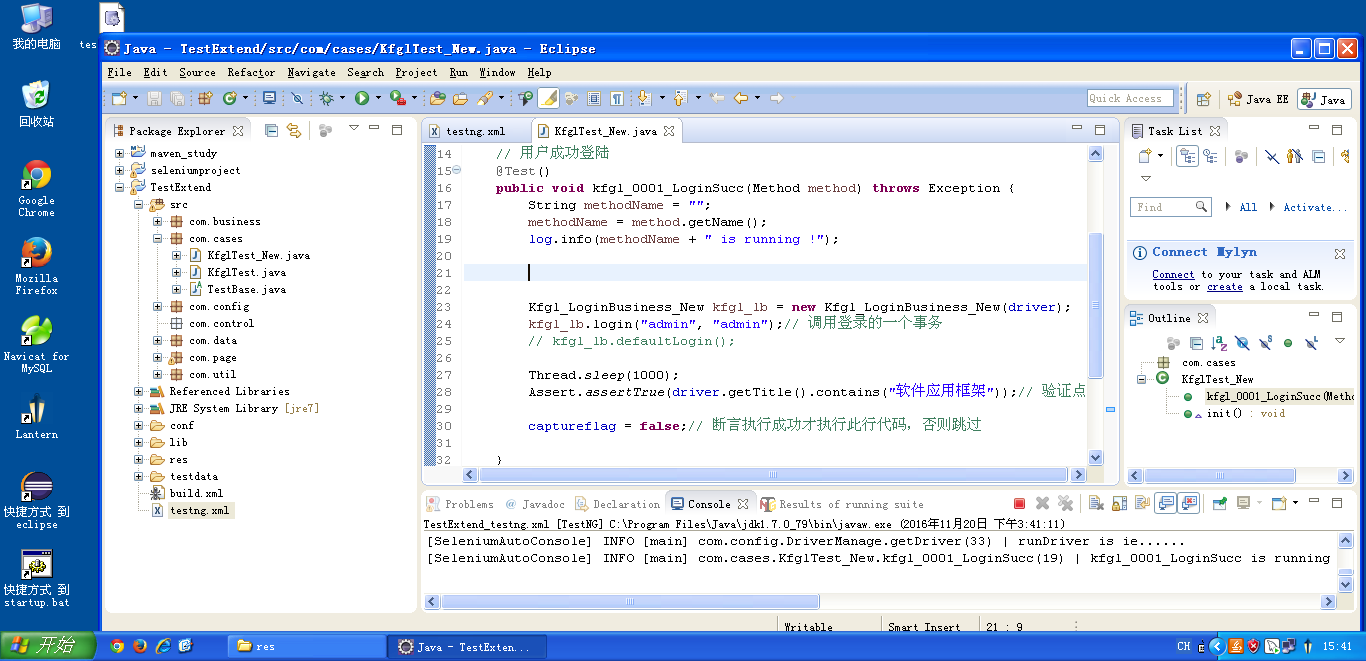 我的电脑
tes
回收站
Google
Chrome
Mozilla
Firefox
Navicat for
MySQL
Lantern
快捷方式 到
eclipse
快捷方式 到
startup.bat
Java - TestExtend/src/com/cases/KfglTest_New.java - Eclipse
File Edit Source Refactor Navigate Search Project Run Window Help
Quick Access
Java EE
Java
Package Explorer
maven_study
seleniumproject
TestExtend
src
com.business
com.cases
KfglTest_New.java
KfglTest.java
TestBase.java
com.config
com.control
com.data
com.page
com.util
Referenced Libraries
JRE System Library [jre7]
conf
lib
res
testdata
build.xml
testng.xml
testng.xml
KfglTest_New.java
14 // 用户成功登陆
15 @Test()
16 public void kfgl_0001_LoginSucc(Method method) throws Exception {
17 String methodName = "";
18 methodName = method.getName();
19 log.info(methodName + " is running !");
20
21
22
23 Kfgl_LoginBusiness_New kfgl_lb = new Kfgl_LoginBusiness_New(driver);
24 kfgl_lb.login("admin", "admin");// 调用登录的一个事务
25 // kfgl_lb.defaultLogin();
26
27 Thread.sleep(1000);
28 Assert.assertTrue(driver.getTitle().contains("软件应用框架"));// 验证点
29
30 captureflag = false;// 断言执行成功才执行此行代码，否则跳过
31
32 }
Task List
Find
All
Activate...
Connect Mylyn
Connect to your task and ALM
tools or create a local task.
Outline
com.cases
KfglTest_New
kfgl_0001_LoginSucc(Metho
init() : void
Problems
@ Javadoc
Declaration
Console
Results of running suite
TestExtend_testng.xml [TestNG] C:\Program Files\Java\jdk1.7.0_79\bin\javaw.exe (2016年11月20日 下午3:41:11)
[SeleniumAutoConsole] INFO [main] com.config.DriverManage.getDriver(33) | runDriver is ie......
[SeleniumAutoConsole] INFO [main] com.cases.KfglTest_New.kfgl_0001_LoginSucc(19) | kfgl_0001_LoginSucc is running
Writable
Smart Insert
21 : 9
开始
res
Java - TestExten...
CH
15:41